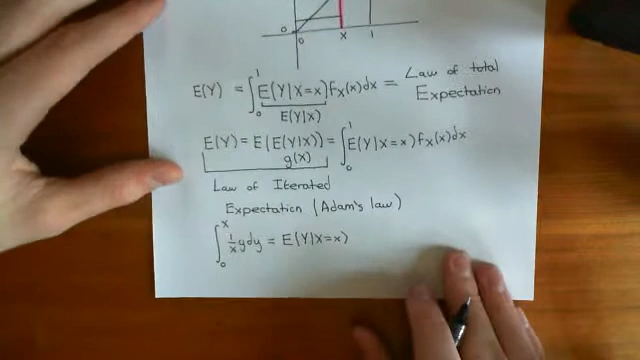 0
0 x 1
E(Y) = ∫₀¹ E(Y|X=x) fₓ(x)dx = Law of total
Expectation
E(Y|X)
E(Y) = E(E(Y|X)) = ∫₀¹ E(Y|X=x) fₓ(x)dx
g(x)
Law of Iterated
Expectation (Adam's law)
∫₀ˣ 1/x y dy = E(Y|X=x)